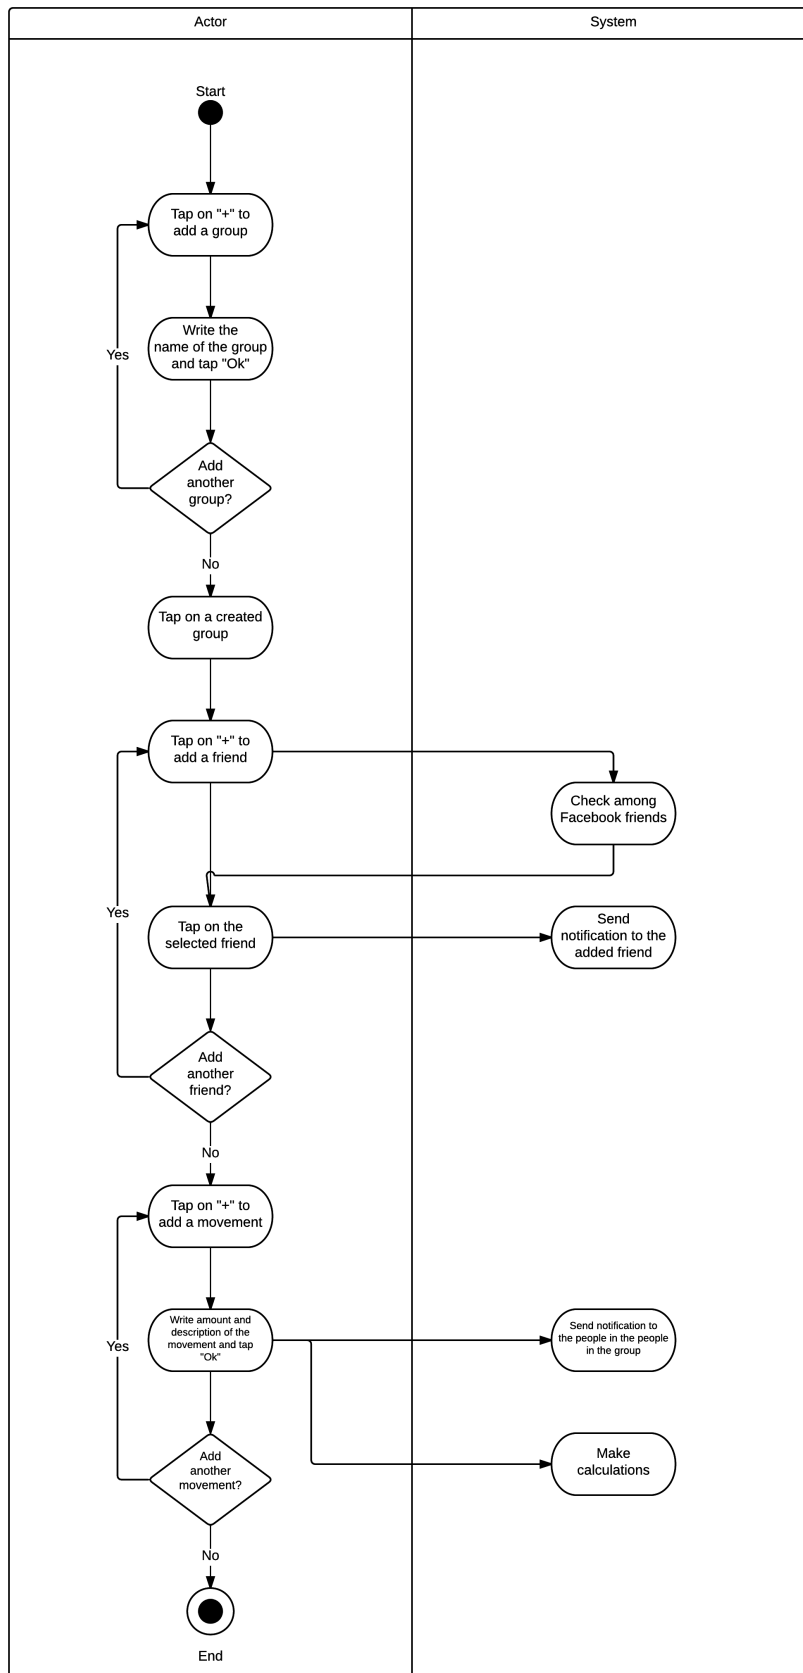 Actor
System
Start
Tap on "+" to
add a group
Write the
name of the group
and tap "Ok"
Yes
Add
another
group?
No
Tap on a created
group
Tap on "+" to
add a friend
Check among
Facebook friends
Yes
Tap on the
selected friend
Send
notification to the
added friend
Add
another
friend?
No
Tap on "+" to
add a movement
Write amount and
description of the
movement and tap
"Ok"
Send notification to
the people in the people
in the group
Yes
Add
another
movement?
Make
calculations
No
End